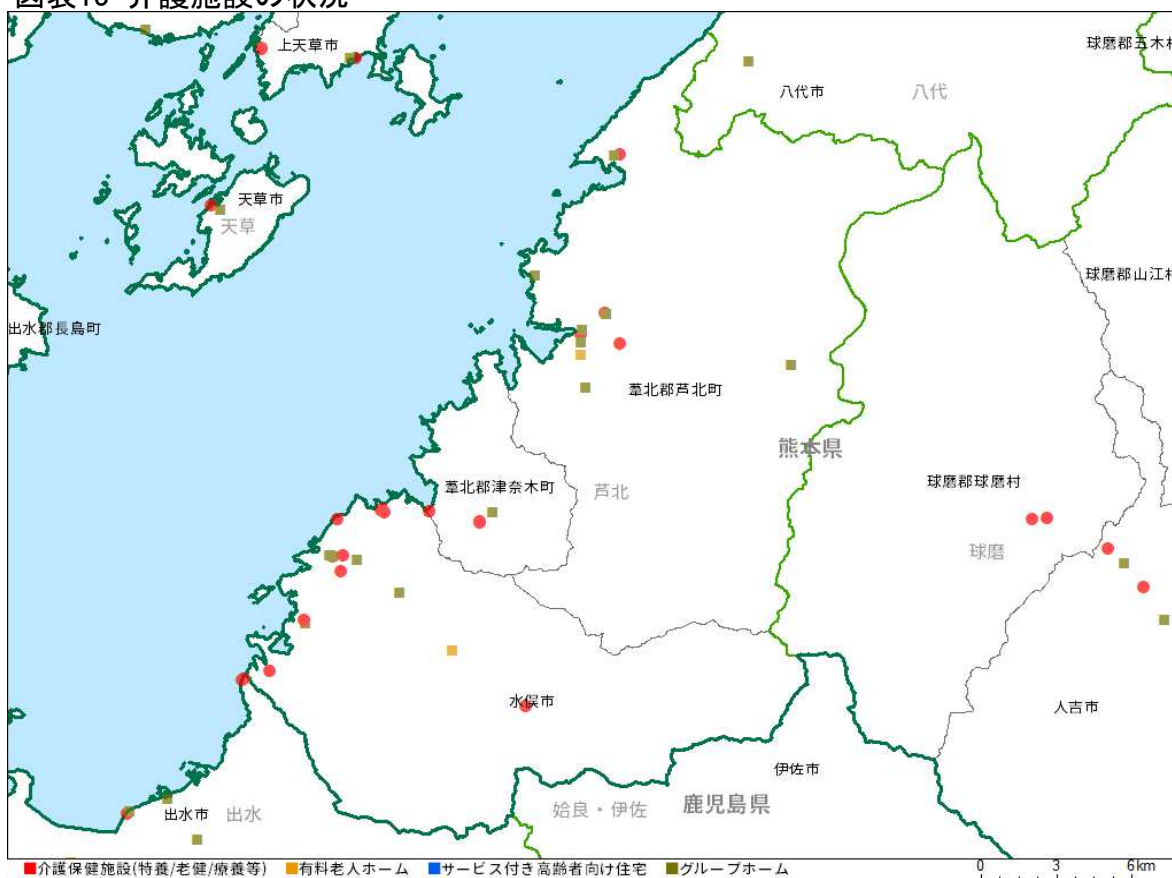 図表10 介護施設の状況
上天草市
球磨郡五木村
八代市
八代
天草市
天草
球磨郡山江村
出水郡長島町
葦北郡芦北町
熊本県
葦北郡津奈木町
芦北
球磨郡球磨村
球磨
水俣市
人吉市
伊佐市
出水市
出水
姶良・伊佐
鹿児島県
■介護保健施設(特養/老健/療養等) ■有料老人ホーム ■サービス付き高齢者向け住宅 ■グループホーム
0 3 6km